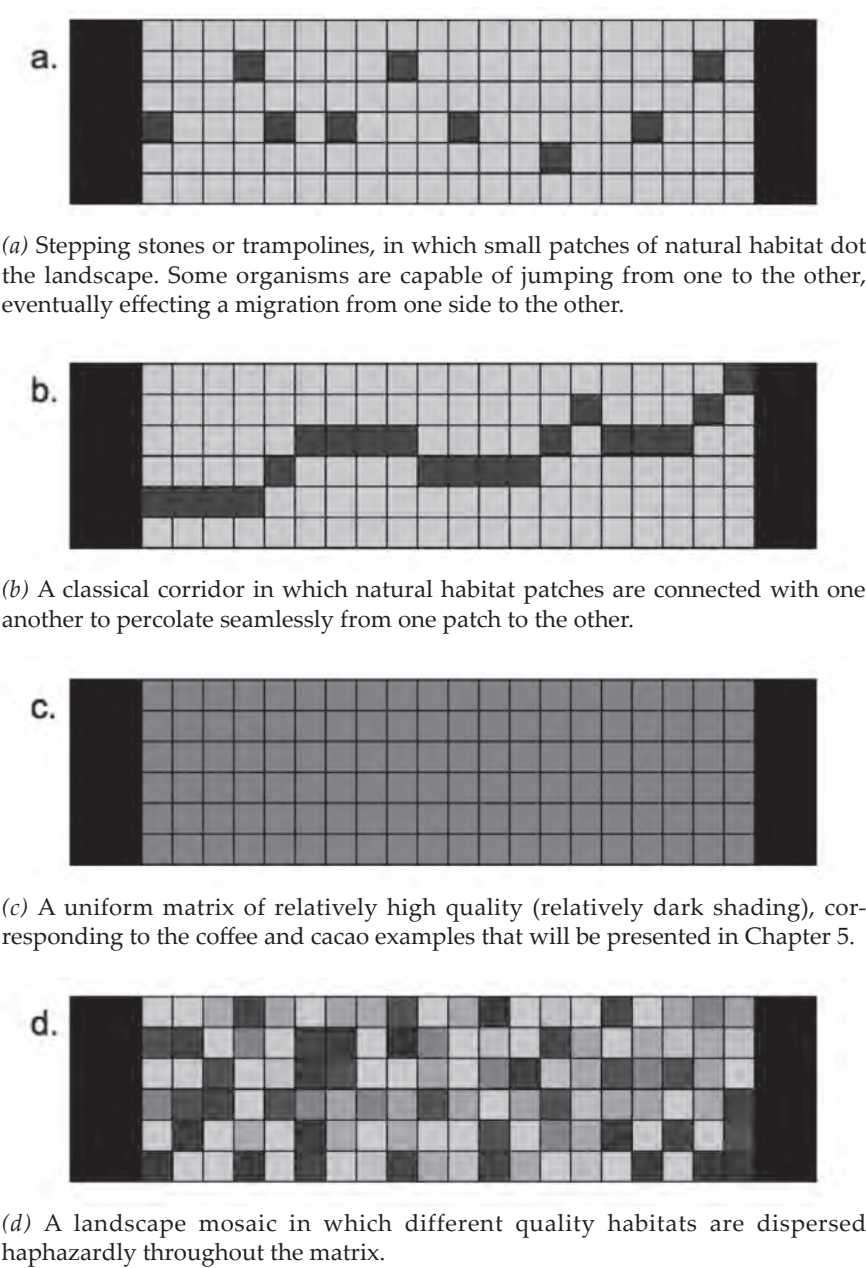 a.
(a) Stepping stones or trampolines, in which small patches of natural habitat dot
the landscape. Some organisms are capable of jumping from one to the other,
eventually effecting a migration from one side to the other.
b.
(b) A classical corridor in which natural habitat patches are connected with one
another to percolate seamlessly from one patch to the other.
c.
(c) A uniform matrix of relatively high quality (relatively dark shading), cor-
responding to the coffee and cacao examples that will be presented in Chapter 5.
d.
(d) A landscape mosaic in which different quality habitats are dispersed
haphazardly throughout the matrix.